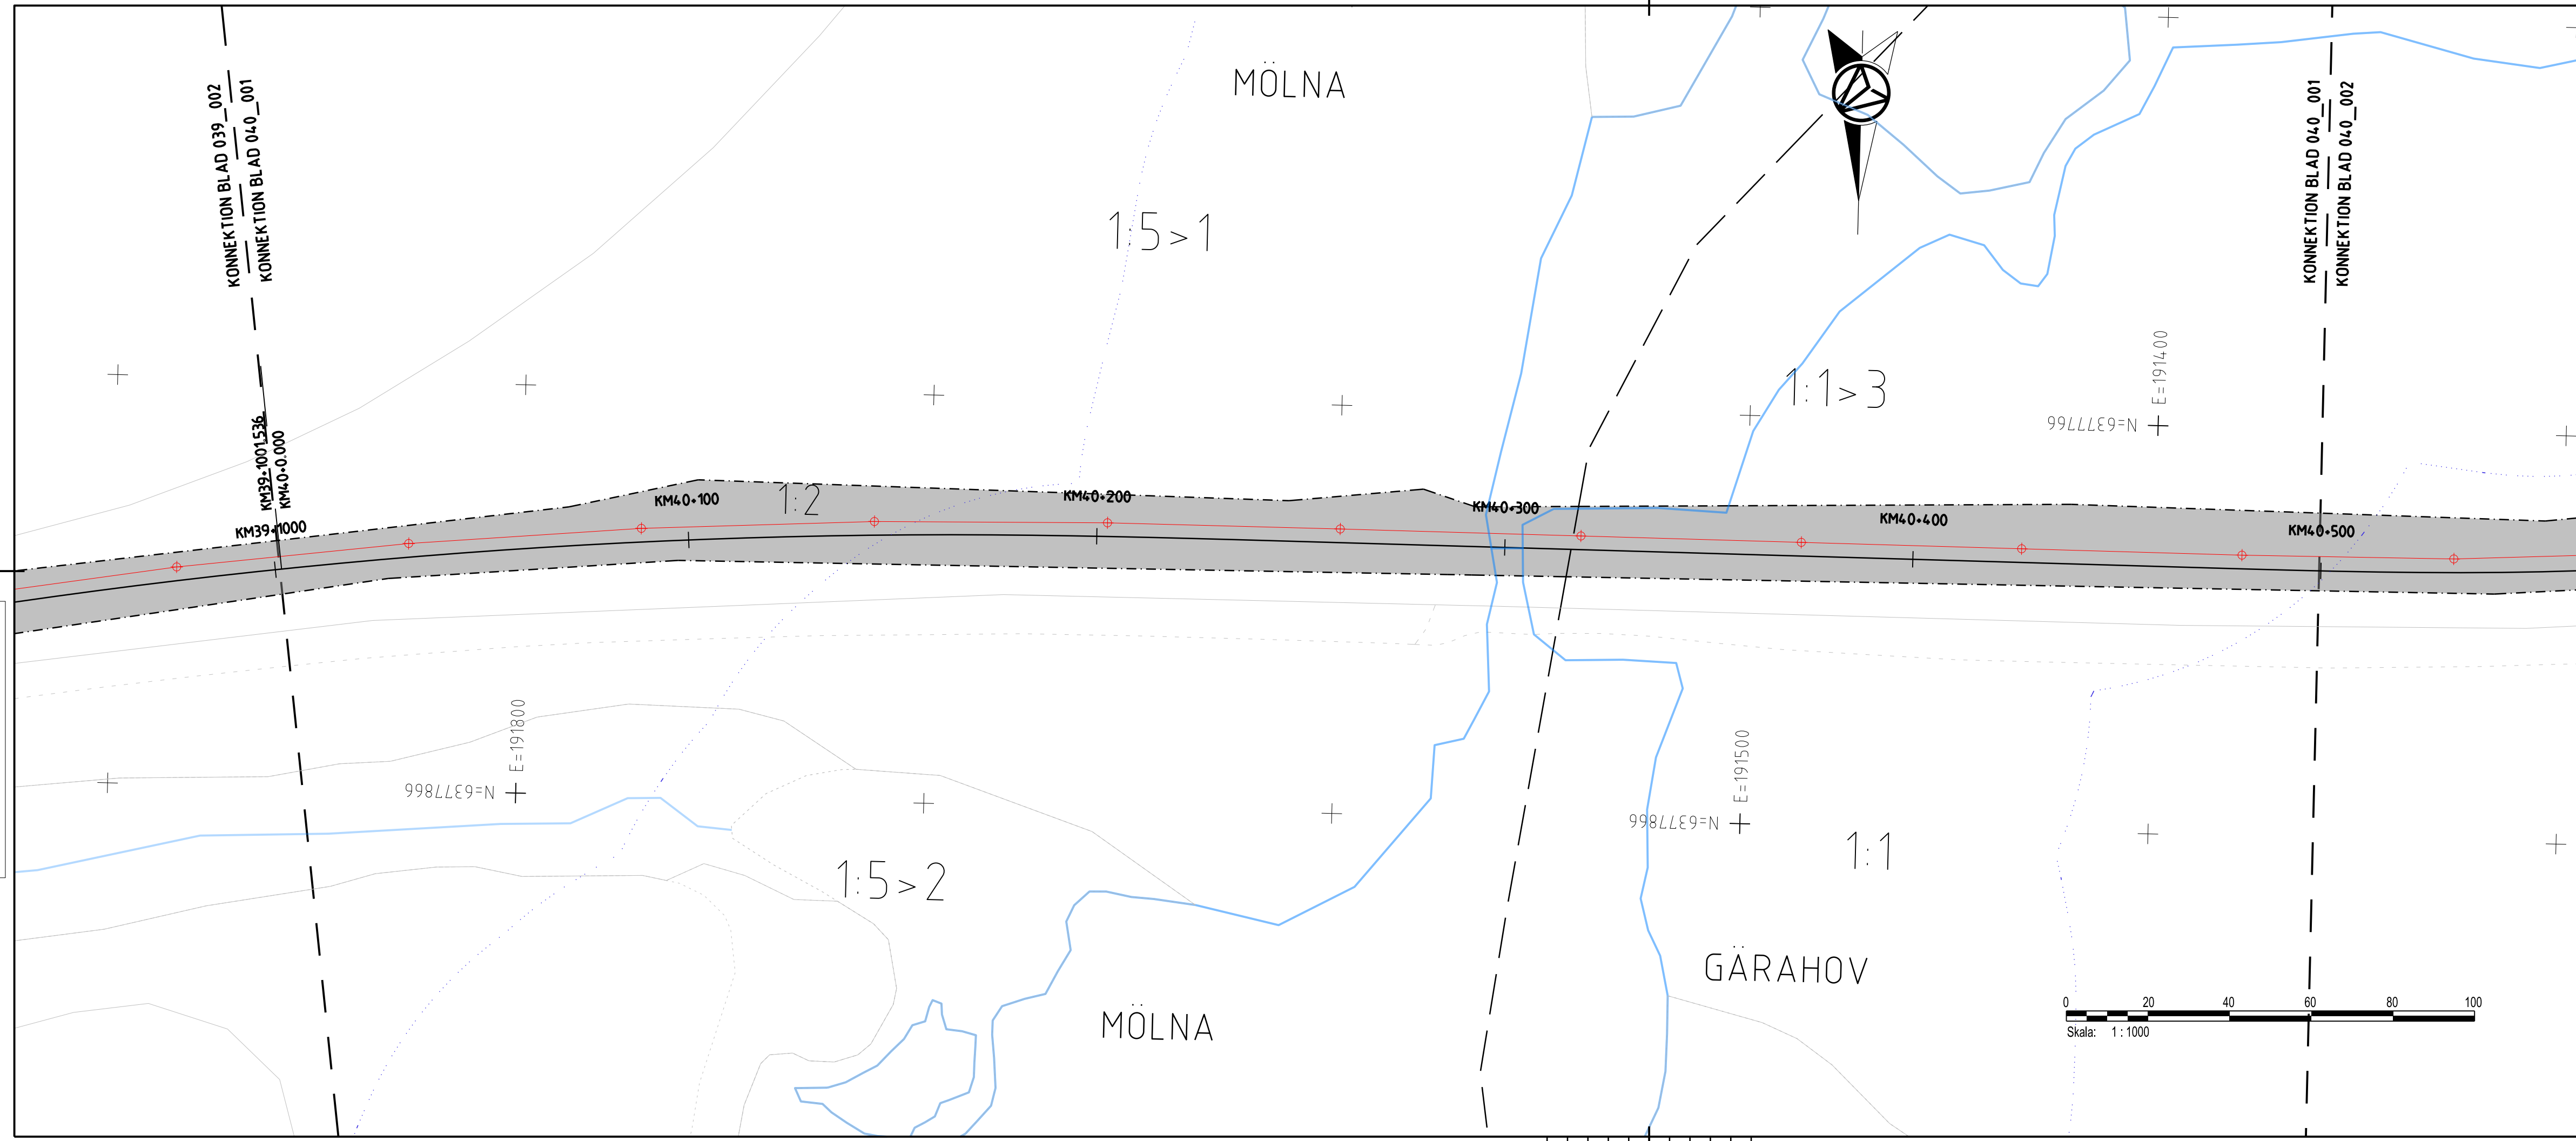 MÖLNA
KONNEKTION BLAD 039_002
KONNEKTION BLAD 040_001
KONNEKTION BLAD 040_001
KONNEKTION BLAD 040_002
1:5>1
1:1>3
E=191400
N=6377766
KM39+1001.536
KM40+0.000
KM39+1000
KM40+100
1:2
KM40+200
KM40+300
KM40+400
KM40+500
E=191800
N=6377866
E=191500
N=6377866
1:5>2
1:1
GÄRAHOV
MÖLNA
0 20 40 60 80 100
Skala: 1 : 1000